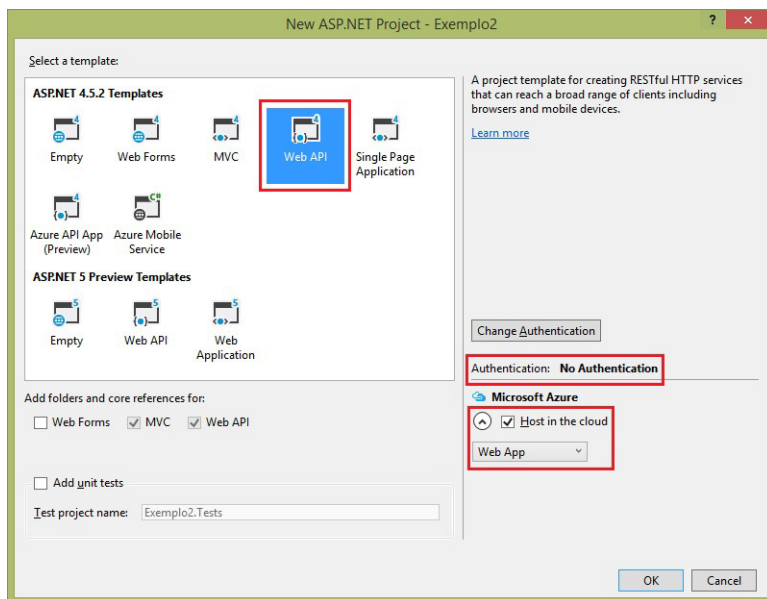 New ASP.NET Project - Exemplo2
? ×
Select a template:
ASP.NET 4.5.2 Templates
Empty
Web Forms
MVC
Web API
Single Page
Application
Azure API App
(Preview)
Azure Mobile
Service
ASP.NET 5 Preview Templates
Empty
Web API
Web
Application
Add folders and core references for:
Web Forms
MVC
Web API
Add unit tests
Test project name:
Exemplo2.Tests
A project template for creating RESTful HTTP services
that can reach a broad range of clients including
browsers and mobile devices.
Learn more
Change Authentication
Authentication: No Authentication
Microsoft Azure
Host in the cloud
Web App
OK
Cancel